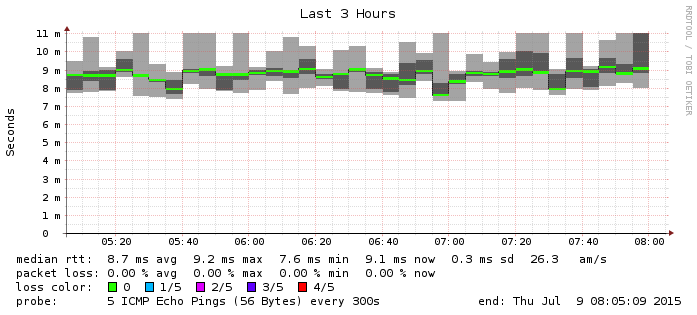 Last 3 Hours
RRDTOOL / TOBI OETIKER
Seconds
11 m
10 m
9 m
8 m
7 m
6 m
5 m
4 m
3 m
2 m
1 m
0
05:20 05:40 06:00 06:20 06:40 07:00 07:20 07:40 08:00
median rtt: 8.7 ms avg 9.2 ms max 7.6 ms min 9.1 ms now 0.3 ms sd 26.3 am/s
packet loss: 0.00 % avg 0.00 % max 0.00 % min 0.00 % now
loss color: 0 1/5 2/5 3/5 4/5
probe: 5 ICMP Echo Pings (56 Bytes) every 300s end: Thu Jul 9 08:05:09 2015